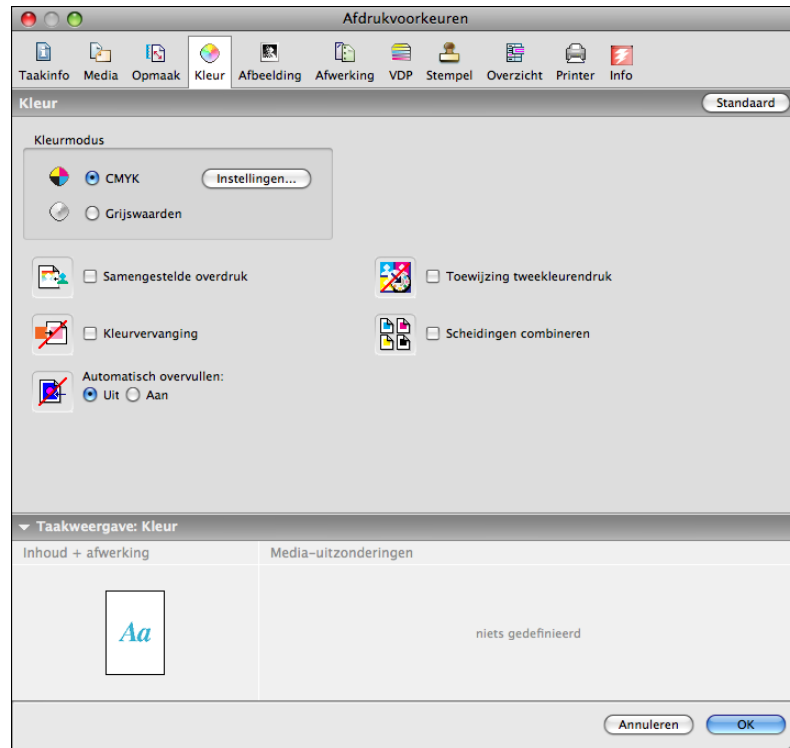 Afdrukvoorkeuren
Taakinfo Media Opmaak Kleur Afbeelding Afwerking VDP Stempel Overzicht Printer Info
Kleur Standaard
Kleurmodus
CMYK Instellingen...
Grijswaarden
Samengestelde overdruk Toewijzing tweekleurendruk
Kleurvervanging Scheidingen combineren
Automatisch overvullen:
Uit Aan
Taakweergave: Kleur
Inhoud + afwerking Media-uitzonderingen
Aa niets gedefinieerd
Annuleren OK